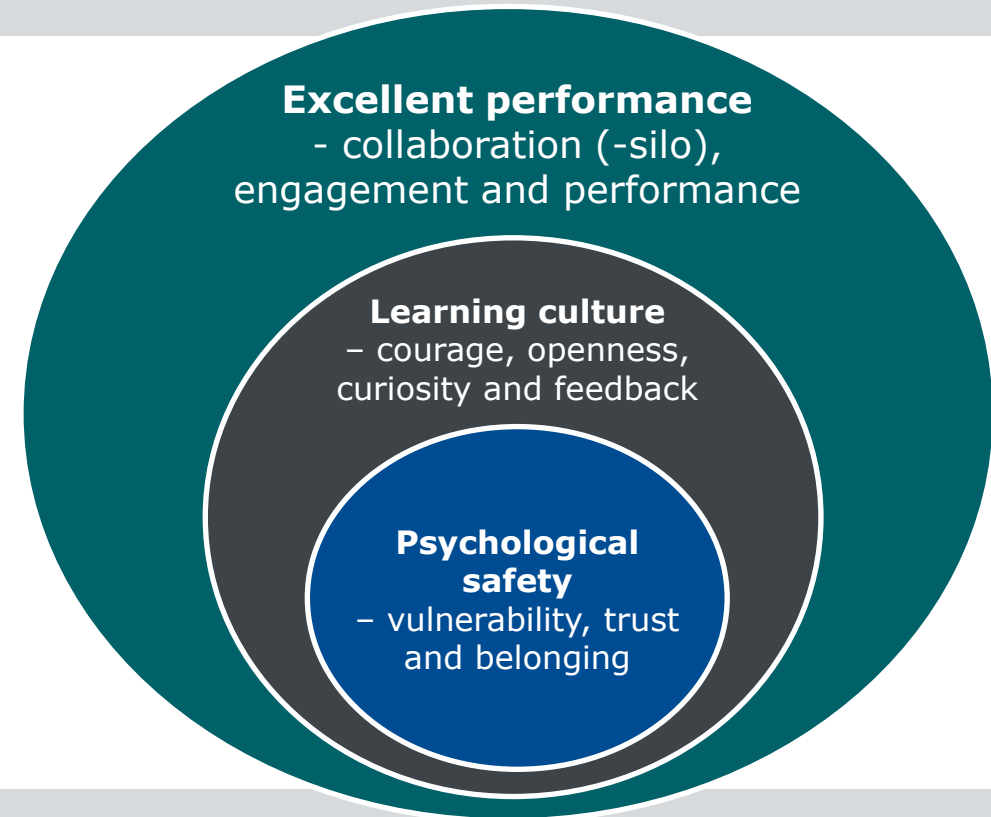 Excellent performance
- collaboration (-silo),
engagement and performance
Learning culture
– courage, openness,
curiosity and feedback
Psychological
safety
– vulnerability, trust
and belonging